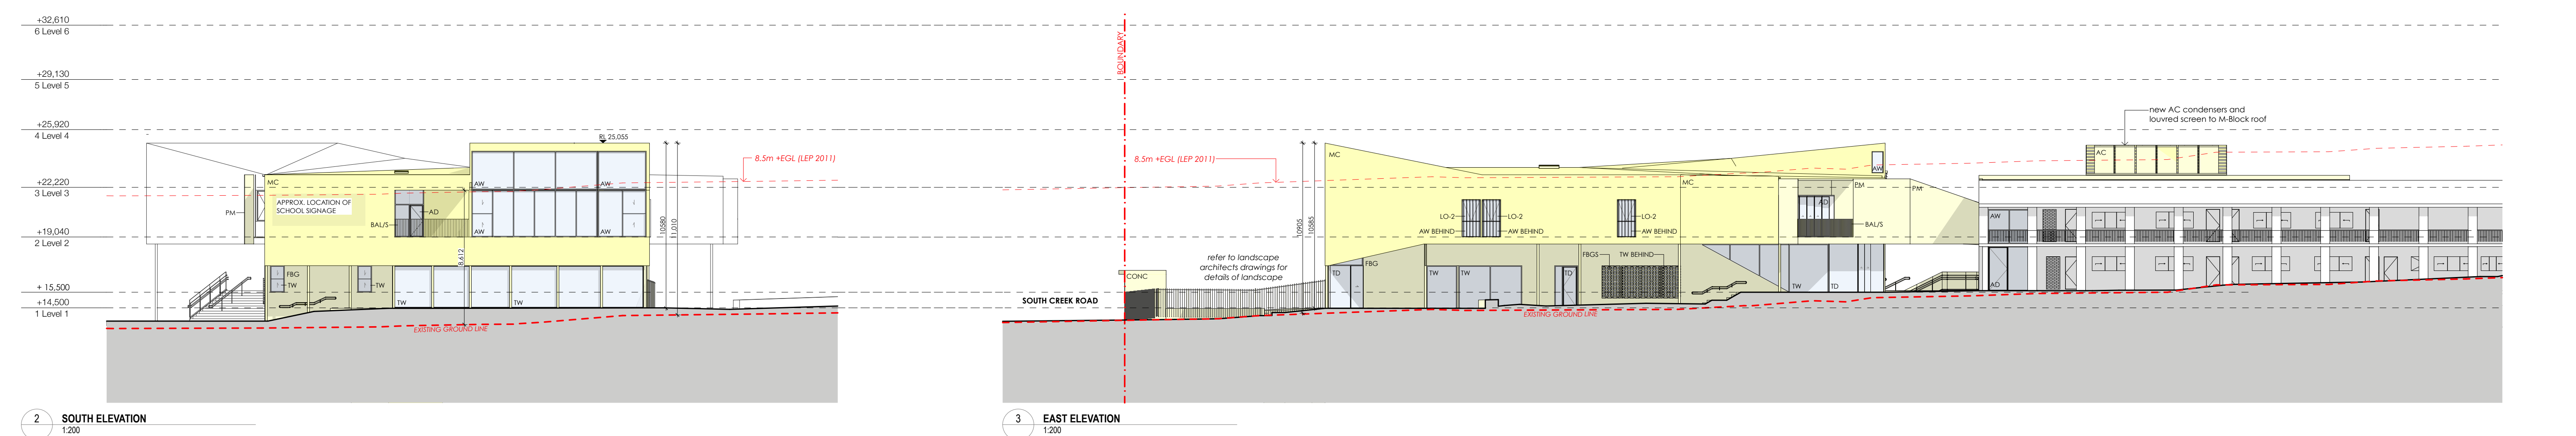 +32,610
6 Level 6
+29,130
5 Level 5
+25,920
4 Level 4
+22,220
3 Level 3
+19,040
2 Level 2
+ 15,500
+14,500
1 Level 1
RL 25,055
8.5m +EGL (LEP 2011)
MC
APPROX. LOCATION OF
SCHOOL SIGNAGE
PM
AD
BAL/S
AW
AW
AW
AW
10580
11,010
8,612
FBG
TW
TW
TW
TW
EXISTING GROUND LINE
2
SOUTH ELEVATION
1:200
BOUNDARY
8.5m +EGL (LEP 2011)
10905
10585
MC
new AC condensers and
louvred screen to M-Block roof
AC
AW
MC
PM
PM
AD
LO-2
LO-2
LO-2
AW BEHIND
AW BEHIND
AW BEHIND
BAL/S
AW
refer to landscape
architects drawings for
details of landscape
CONC
SOUTH CREEK ROAD
TD
FBG
TW
TW
TD
FBGS
TW BEHIND
TW
TD
AD
EXISTING GROUND LINE
3
EAST ELEVATION
1:200